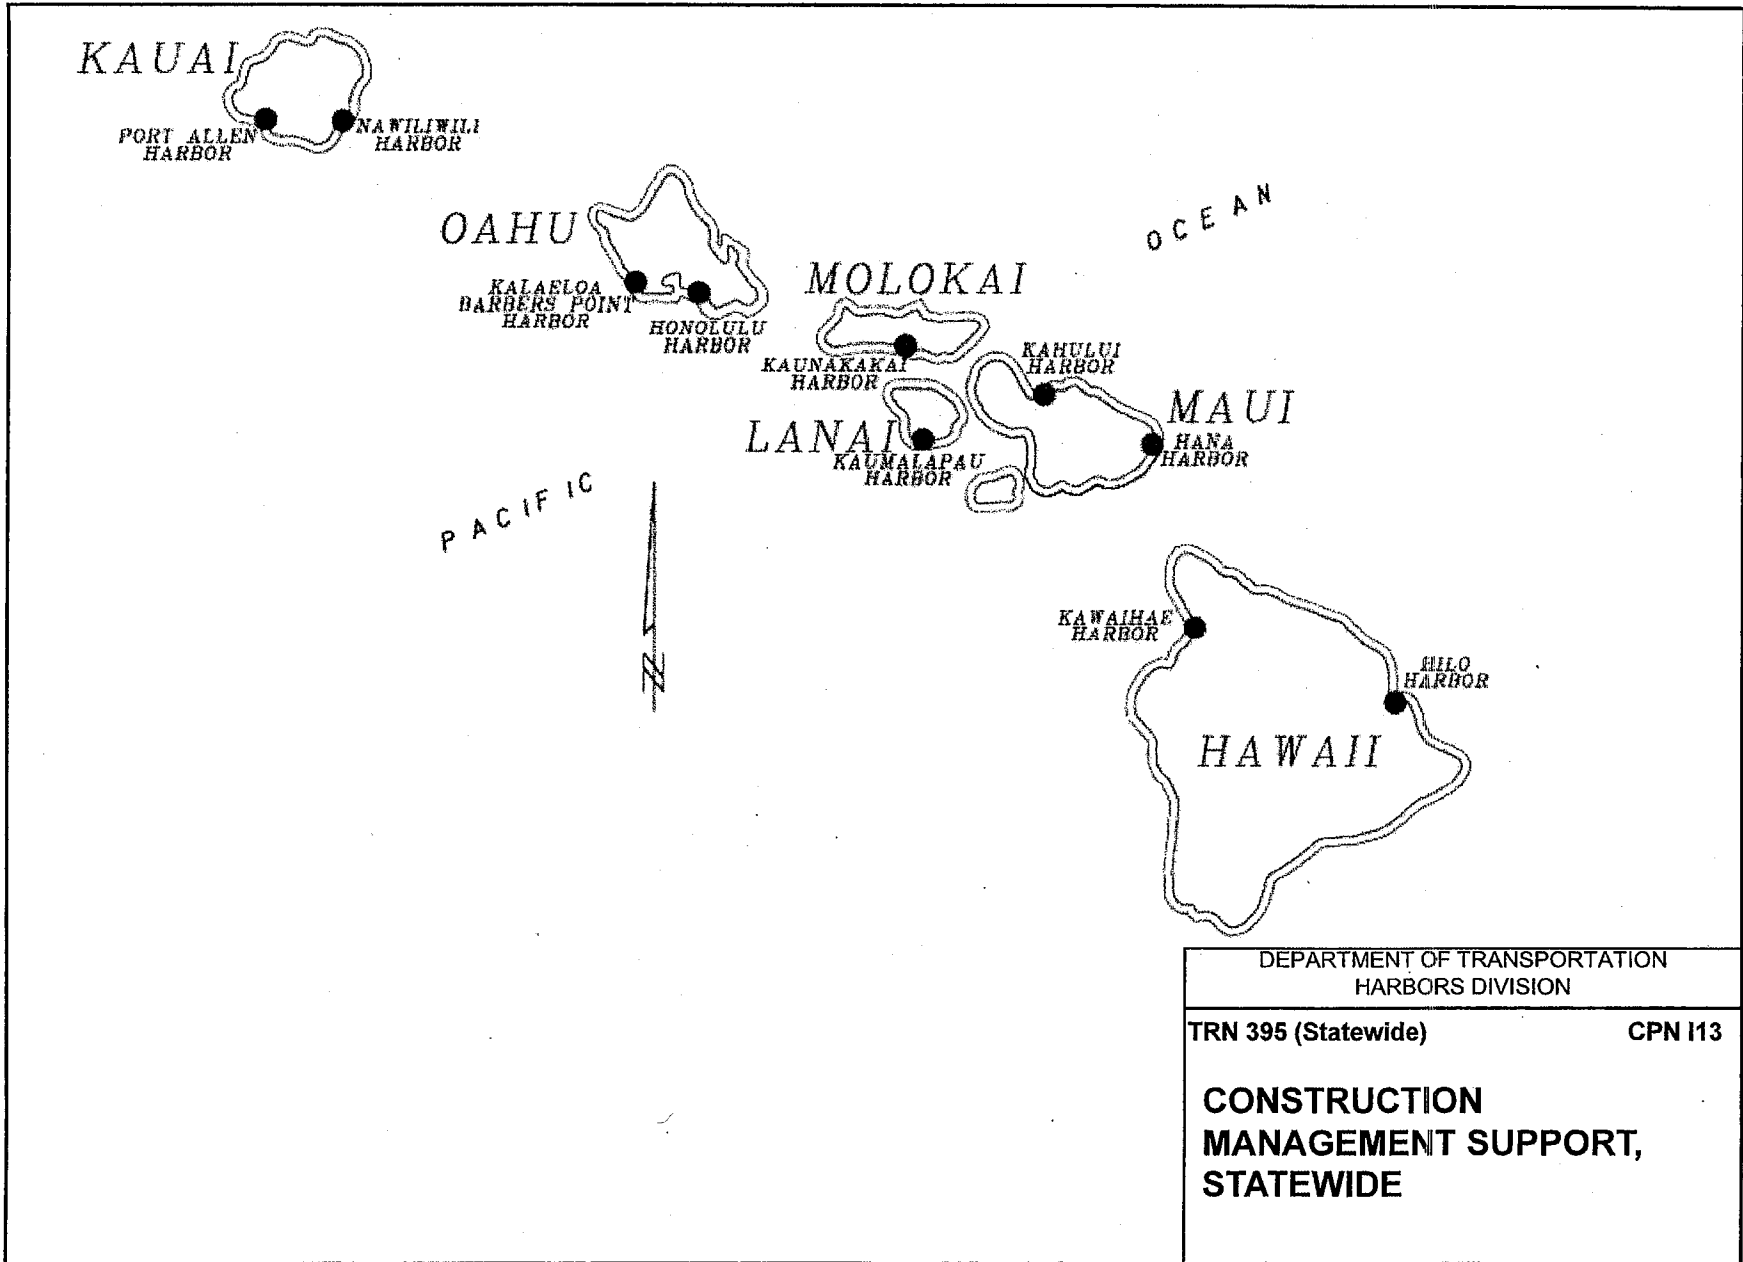 KAUAI
PORT ALLEN
HARBOR
NAWILIWILI
HARBOR
OAHU
KALAELOA
BARBERS POINT
HARBOR
HONOLULU
HARBOR
OCEAN
MOLOKAI
KAUNAKAKAI
HARBOR
KAHULUI
HARBOR
MAUI
HANA
HARBOR
LANAI
KAUMALAPAU
HARBOR
PACIFIC
N
KAWAIHAE
HARBOR
HILO
HARBOR
HAWAII
DEPARTMENT OF TRANSPORTATION
HARBORS DIVISION
TRN 395 (Statewide) CPN I13
CONSTRUCTION
MANAGEMENT SUPPORT,
STATEWIDE